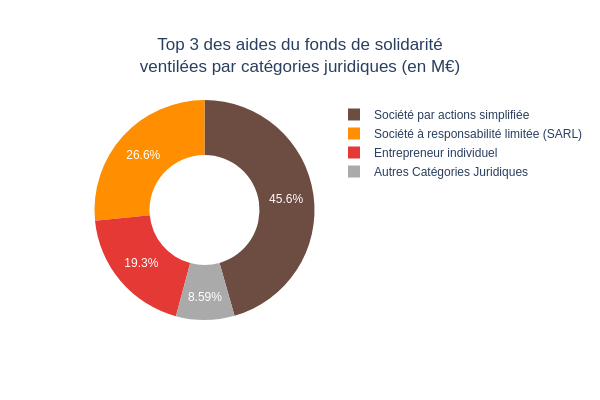 Top 3 des aides du fonds de solidarité
ventilées par catégories juridiques (en M€)
Société par actions simplifiée
Société à responsabilité limitée (SARL)
Entrepreneur individuel
Autres Catégories Juridiques
26.6%
45.6%
19.3%
8.59%